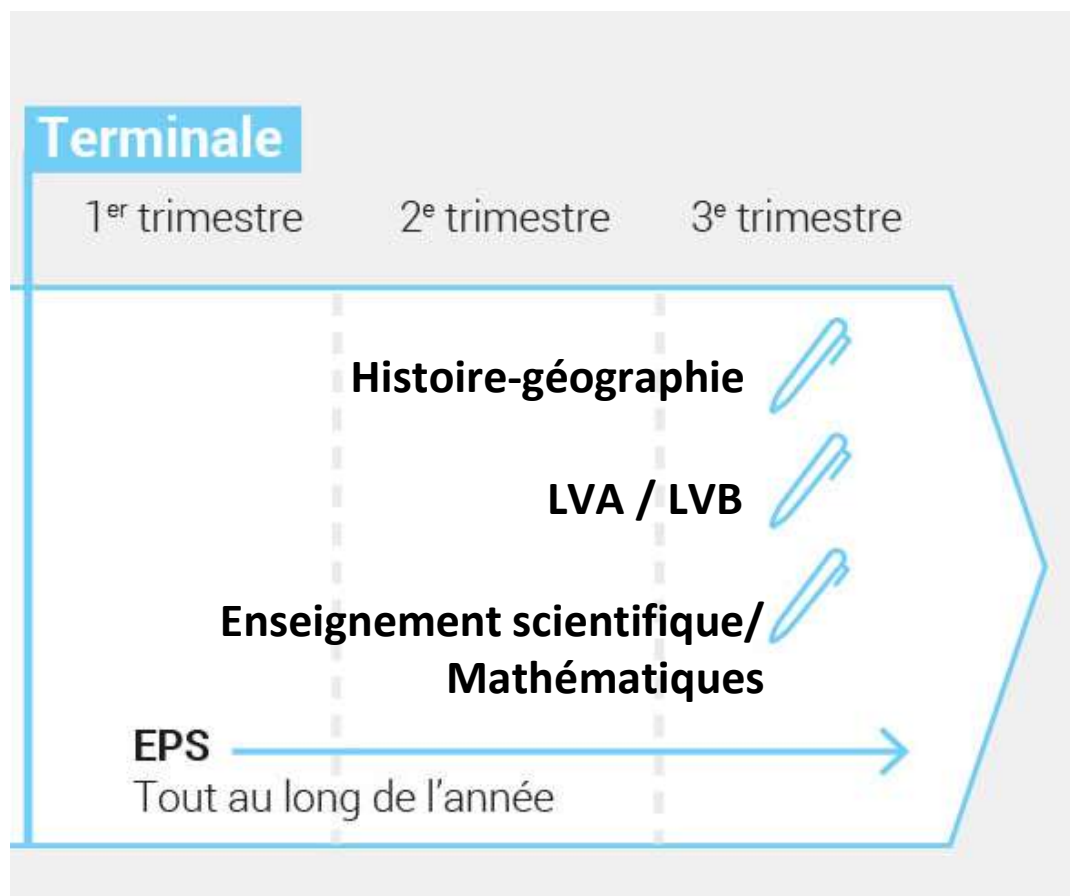 Terminale
1er trimestre 2e trimestre 3e trimestre
Histoire-géographie
LVA / LVB
Enseignement scientifique/
Mathématiques
EPS
Tout au long de l'année